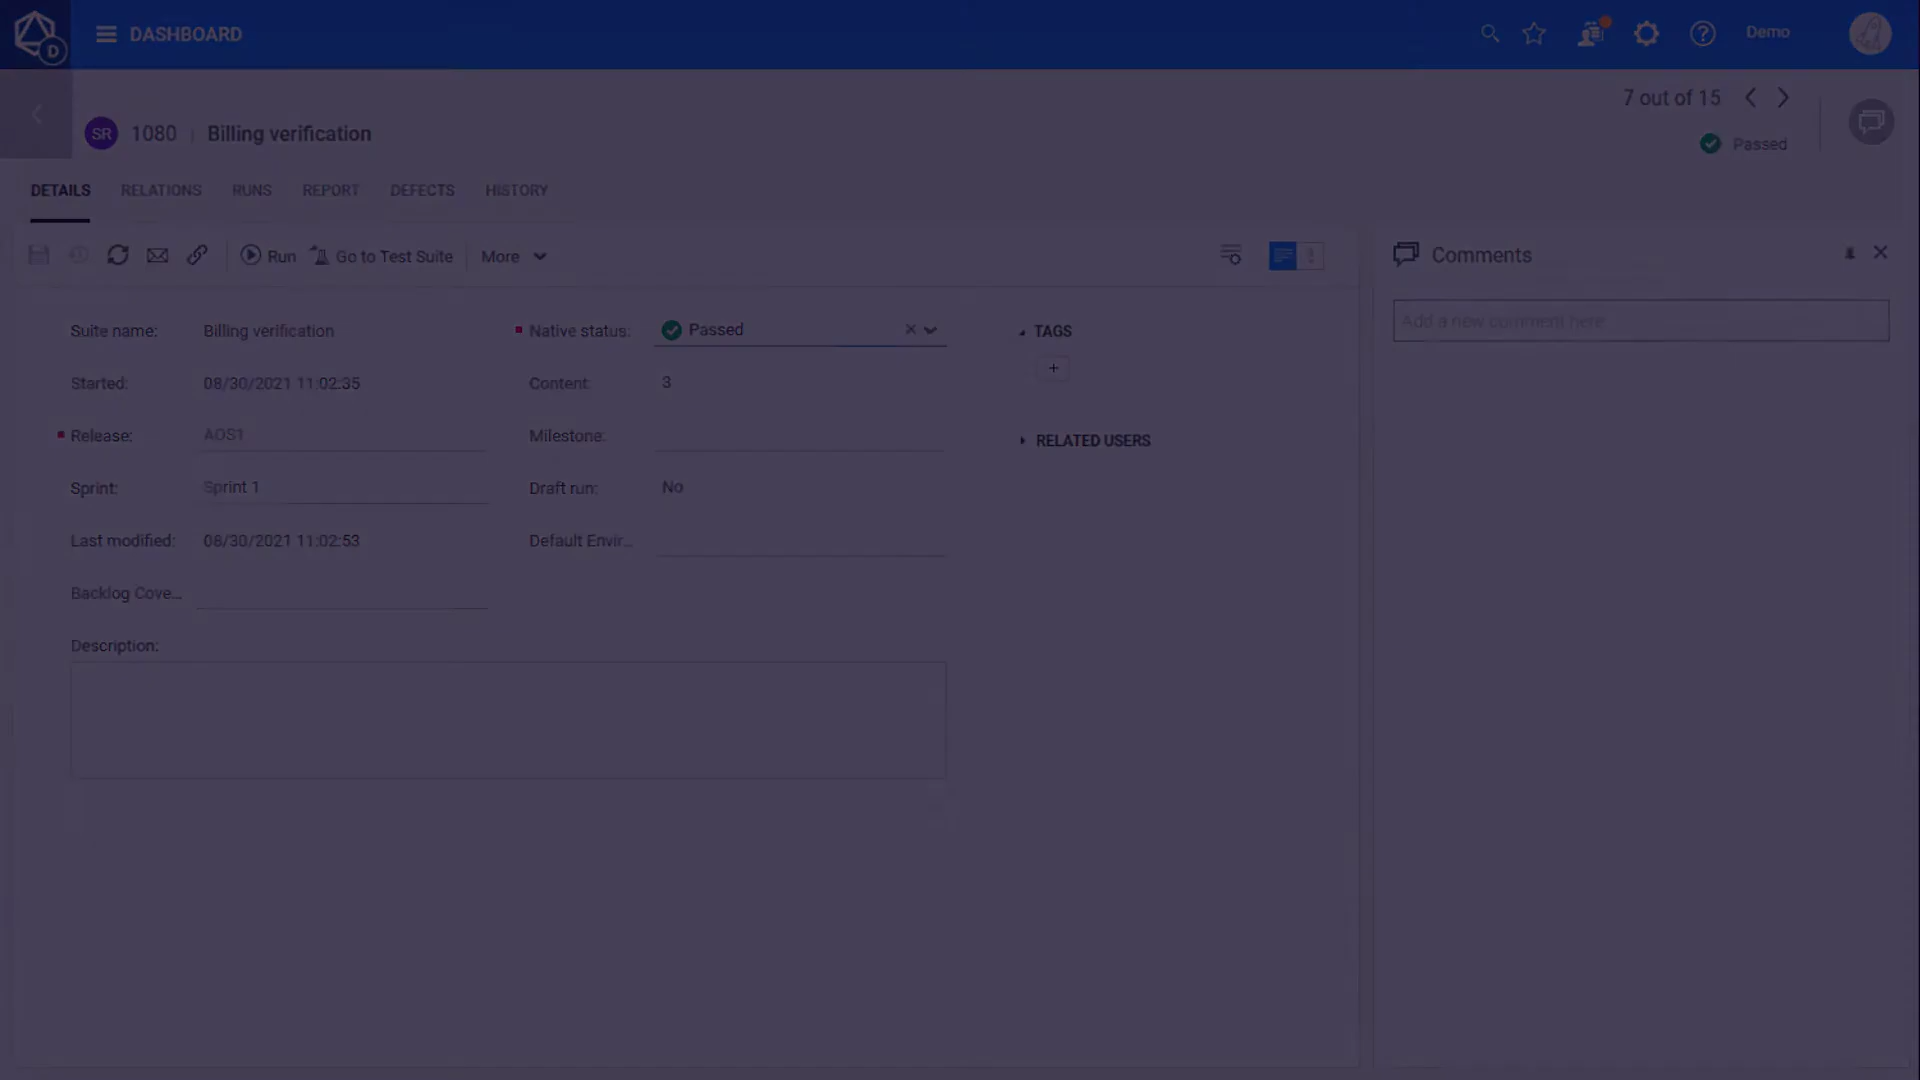 D
DASHBOARD
Demo
7 out of 15
SR 1080 | Billing verification
Passed
DETAILS RELATIONS RUNS REPORT DEFECTS HISTORY
Run Go to Test Suite More
Comments
Add a new comment here
Suite name: Billing verification
Native status: Passed
TAGS
+
Started: 08/30/2021 11:02:35
Content: 3
Release: AOS1
Milestone:
RELATED USERS
Sprint: Sprint 1
Draft run: No
Last modified: 08/30/2021 11:02:53
Default Envir...
Backlog Cove...
Description: